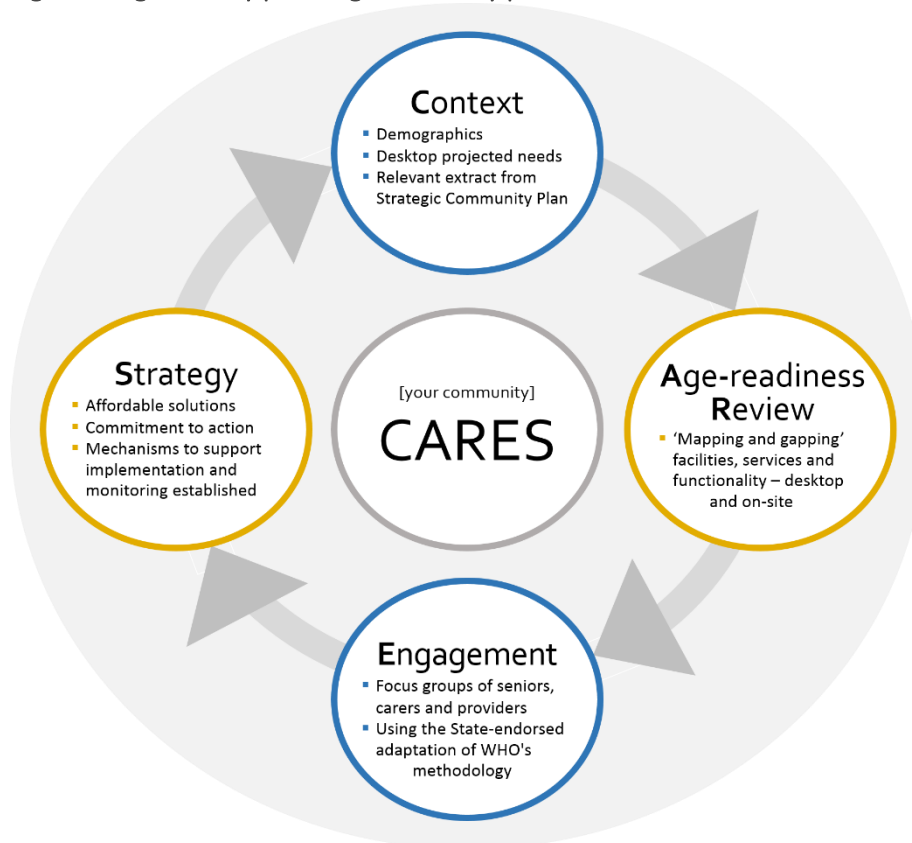 Context
▪ Demographics
▪ Desktop projected needs
▪ Relevant extract from
Strategic Community Plan
Age-readiness
Review
▪ ‘Mapping and gapping’
facilities, services and
functionality – desktop
and on-site
Engagement
▪ Focus groups of seniors,
carers and providers
▪ Using the State-endorsed
adaptation of WHO's
methodology
Strategy
▪ Affordable solutions
▪ Commitment to action
▪ Mechanisms to support
implementation and
monitoring established
[your community]
CARES